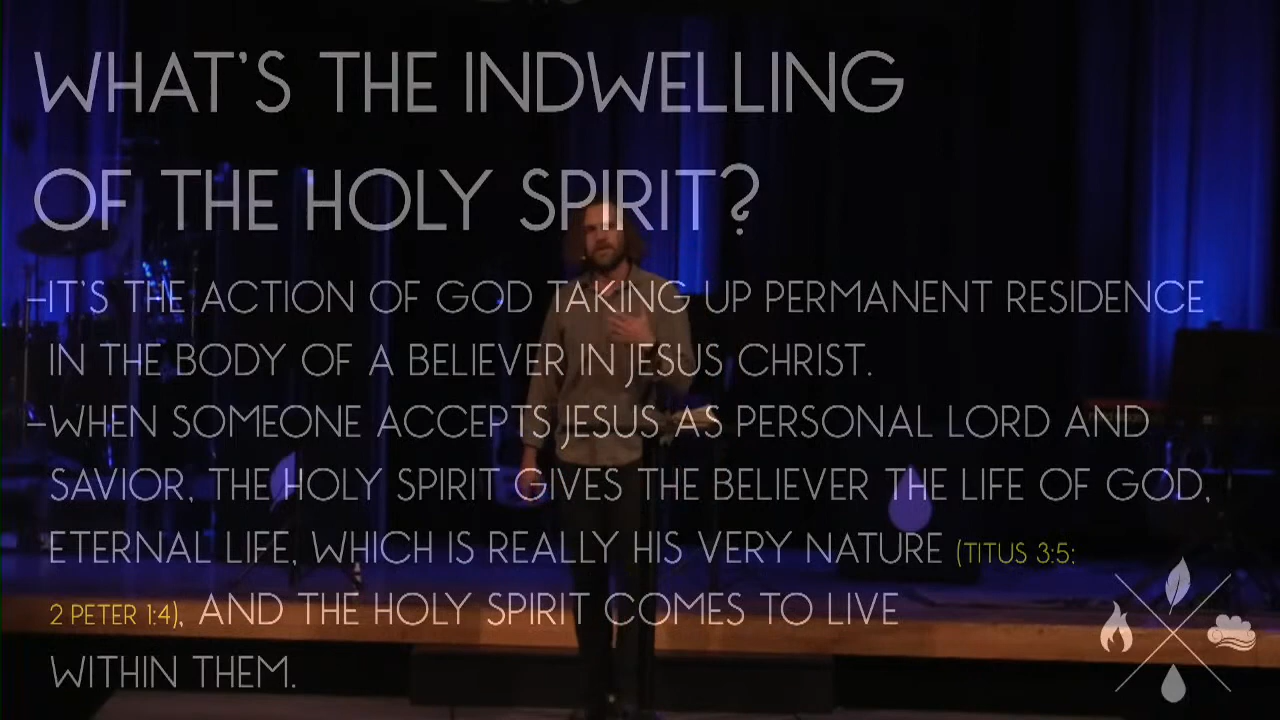 WHAT'S THE INDWELLING
OF THE HOLY SPIRIT?
-IT'S THE ACTION OF GOD TAKING UP PERMANENT RESIDENCE
IN THE BODY OF A BELIEVER IN JESUS CHRIST.
-WHEN SOMEONE ACCEPTS JESUS AS PERSONAL LORD AND
SAVIOR, THE HOLY SPIRIT GIVES THE BELIEVER THE LIFE OF GOD,
ETERNAL LIFE, WHICH IS REALLY HIS VERY NATURE (TITUS 3:5;
2 PETER 1:4), AND THE HOLY SPIRIT COMES TO LIVE
WITHIN THEM.